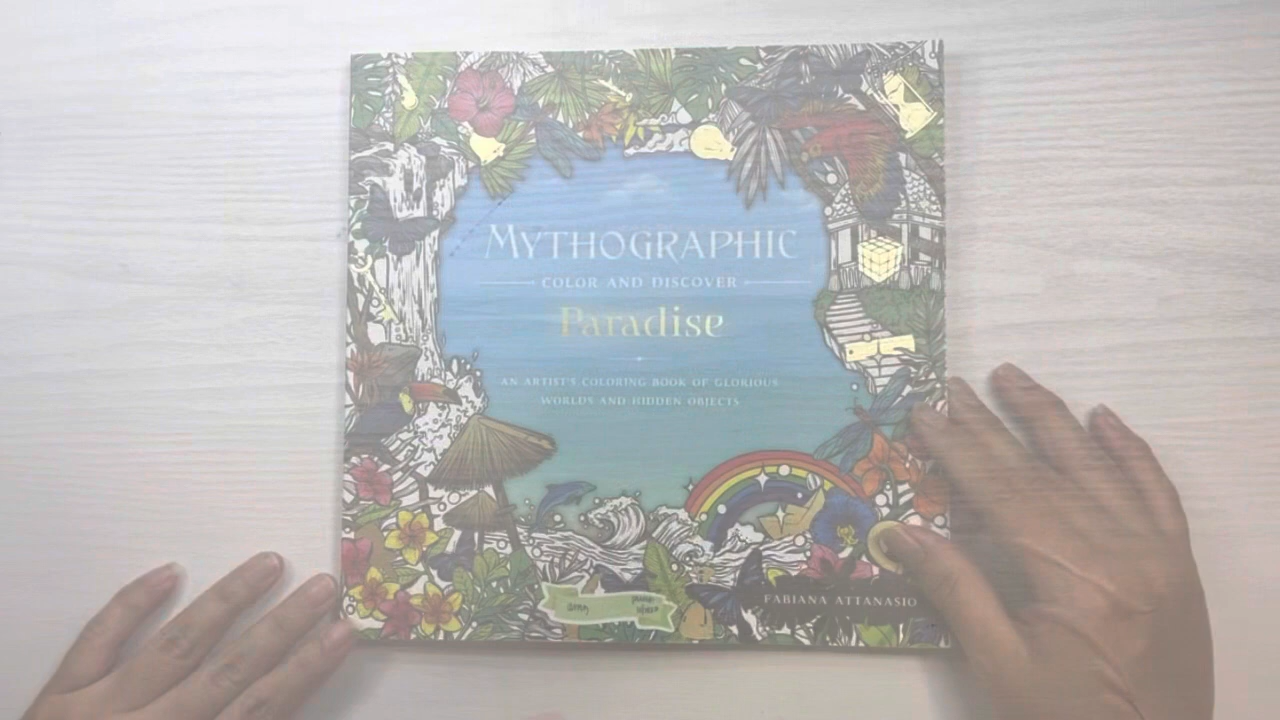 MYTHOGRAPHIC
COLOR AND DISCOVER
Paradise
AN ARTIST'S COLORING BOOK OF GLORIOUS
WORLDS AND HIDDEN OBJECTS
FABIANA ATTANASIO